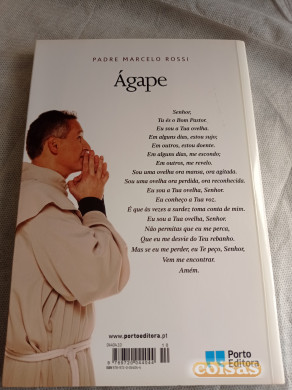 PADRE MARCELO ROSSI
Ágape
Senhor,
Tu és o Bom Pastor.
Eu sou a Tua ovelha.
Em alguns dias, estou sujo;
Em outros, estou doente.
Em alguns dias, me escondo;
Em outros, me revelo.
Sou uma ovelha ora mansa, ora agitada.
Sou uma ovelha ora perdida, ora reconhecida.
Eu sou a Tua ovelha, Senhor.
Eu conheço a Tua voz.
É que às vezes a surdez toma conta de mim.
Eu sou a Tua ovelha, Senhor.
Não permitas que eu me perca,
Que eu me desvie do Teu rebanho.
Mas se eu me perder, eu Te peço, Senhor,
Vem me encontrar.
Amém.
www.portoeditora.pt
Porto
Editora
coisas